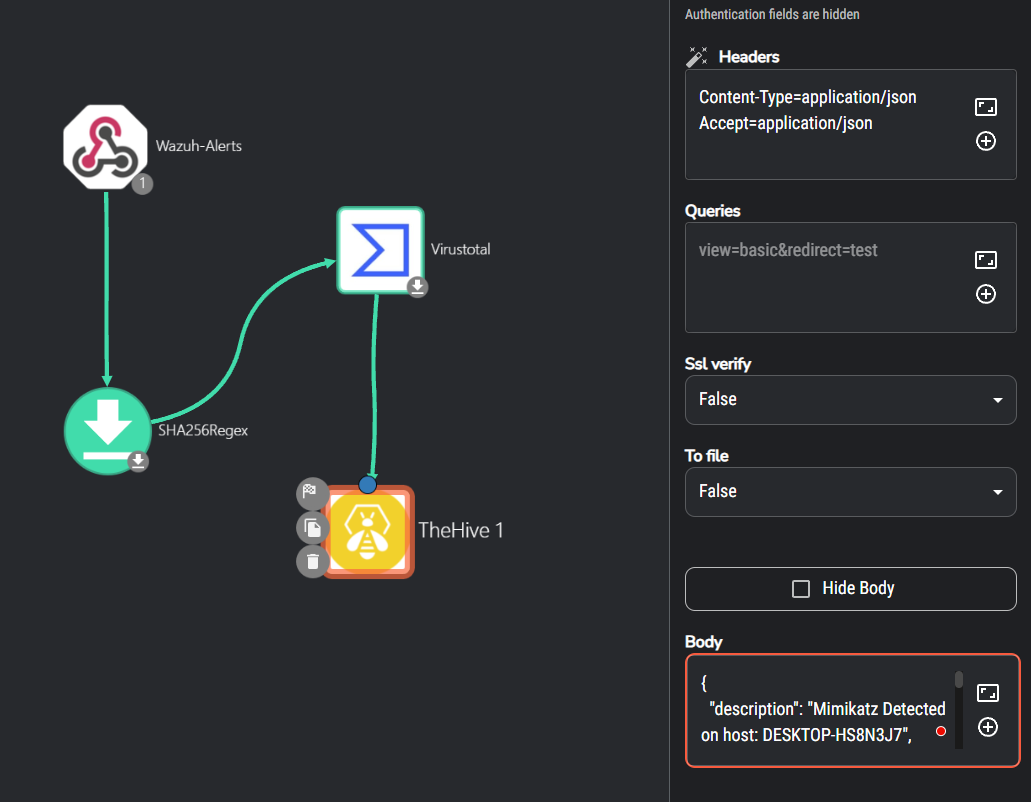 Authentication fields are hidden
Headers
Content-Type=application/json
Accept=application/json
Wazuh-Alerts
1
Queries
view=basic&redirect=test
Virustotal
Ssl verify
False
SHA256Regex
To file
False
TheHive 1
Hide Body
Body
{
"description": "Mimikatz Detected
on host: DESKTOP-HS8N3J7",